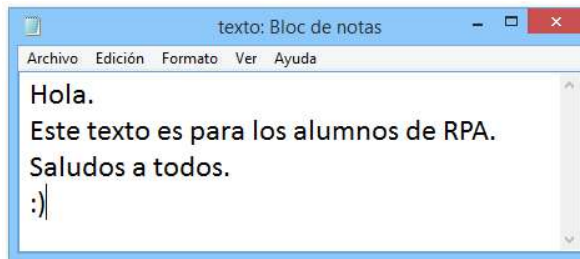 texto: Bloc de notas
Archivo Edición Formato Ver Ayuda
Hola.
Este texto es para los alumnos de RPA.
Saludos a todos.
:)